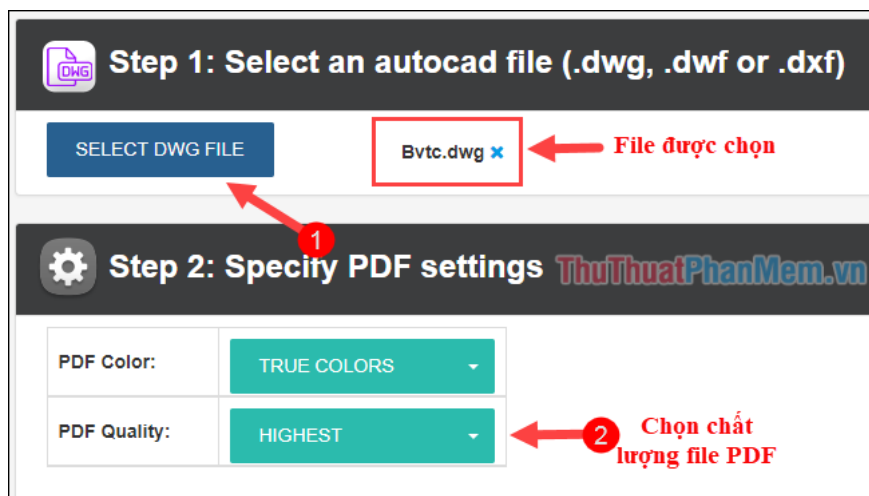 DWG
Step 1: Select an autocad file (.dwg, .dwf or .dxf)
SELECT DWG FILE
Bvtc.dwg ×
File được chọn
1
Step 2: Specify PDF settings
ThuThuatPhanMem.vn
PDF Color:
TRUE COLORS
PDF Quality:
HIGHEST
2
Chọn chất
lượng file PDF